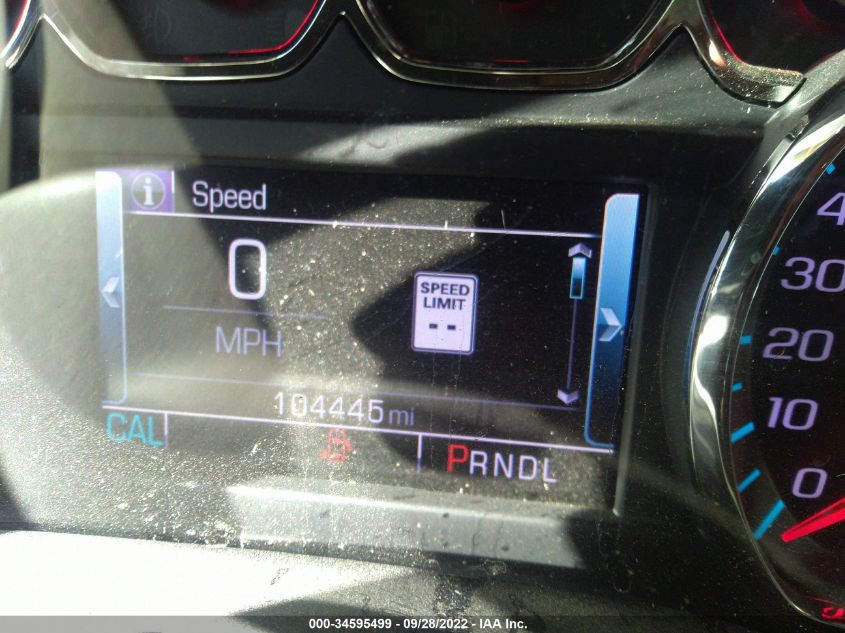 Speed
0
MPH
SPEED
LIMIT
--
104445 mi
CAL
PRNDL
4
30
20
10
0
000-34595499 - 09/28/2022 - IAA Inc.